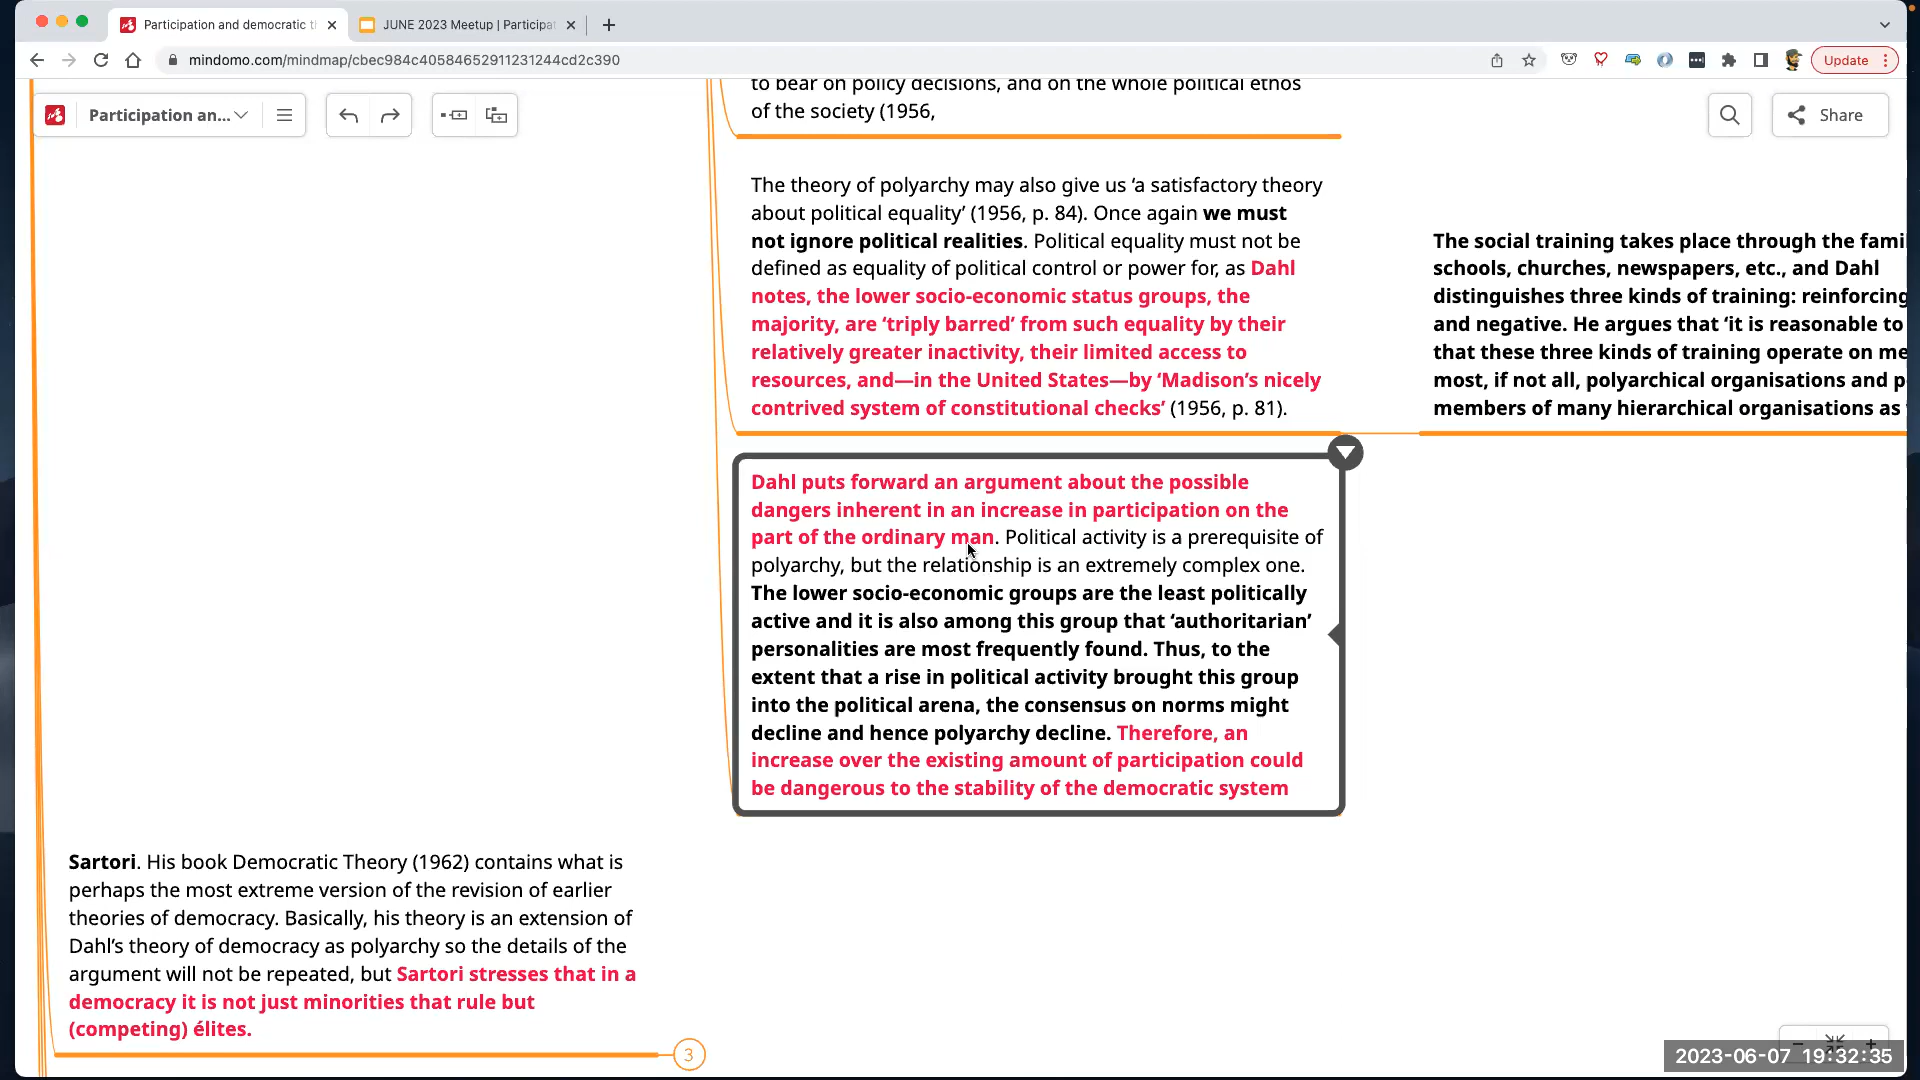 Participation and democratic t
JUNE 2023 Meetup | Participat
mindomo.com/mindmap/cbec984c40584652911231244cd2c390
Update
Participation an...
Share
to bear on policy decisions, and on the whole political ethos
of the society (1956,
The theory of polyarchy may also give us ‘a satisfactory theory
about political equality’ (1956, p. 84). Once again we must
not ignore political realities. Political equality must not be
defined as equality of political control or power for, as Dahl
notes, the lower socio-economic status groups, the
majority, are ‘triply barred’ from such equality by their
relatively greater inactivity, their limited access to
resources, and—in the United States—by ‘Madison’s nicely
contrived system of constitutional checks’ (1956, p. 81).
The social training takes place through the fami
schools, churches, newspapers, etc., and Dahl
distinguishes three kinds of training: reinforcing
and negative. He argues that ‘it is reasonable to
that these three kinds of training operate on me
most, if not all, polyarchical organisations and p
members of many hierarchical organisations as
Dahl puts forward an argument about the possible
dangers inherent in an increase in participation on the
part of the ordinary man. Political activity is a prerequisite of
polyarchy, but the relationship is an extremely complex one.
The lower socio-economic groups are the least politically
active and it is also among this group that ‘authoritarian’
personalities are most frequently found. Thus, to the
extent that a rise in political activity brought this group
into the political arena, the consensus on norms might
decline and hence polyarchy decline. Therefore, an
increase over the existing amount of participation could
be dangerous to the stability of the democratic system
Sartori. His book Democratic Theory (1962) contains what is
perhaps the most extreme version of the revision of earlier
theories of democracy. Basically, his theory is an extension of
Dahl’s theory of democracy as polyarchy so the details of the
argument will not be repeated, but Sartori stresses that in a
democracy it is not just minorities that rule but
(competing) élites.
3
2023-06-07 19:32:35